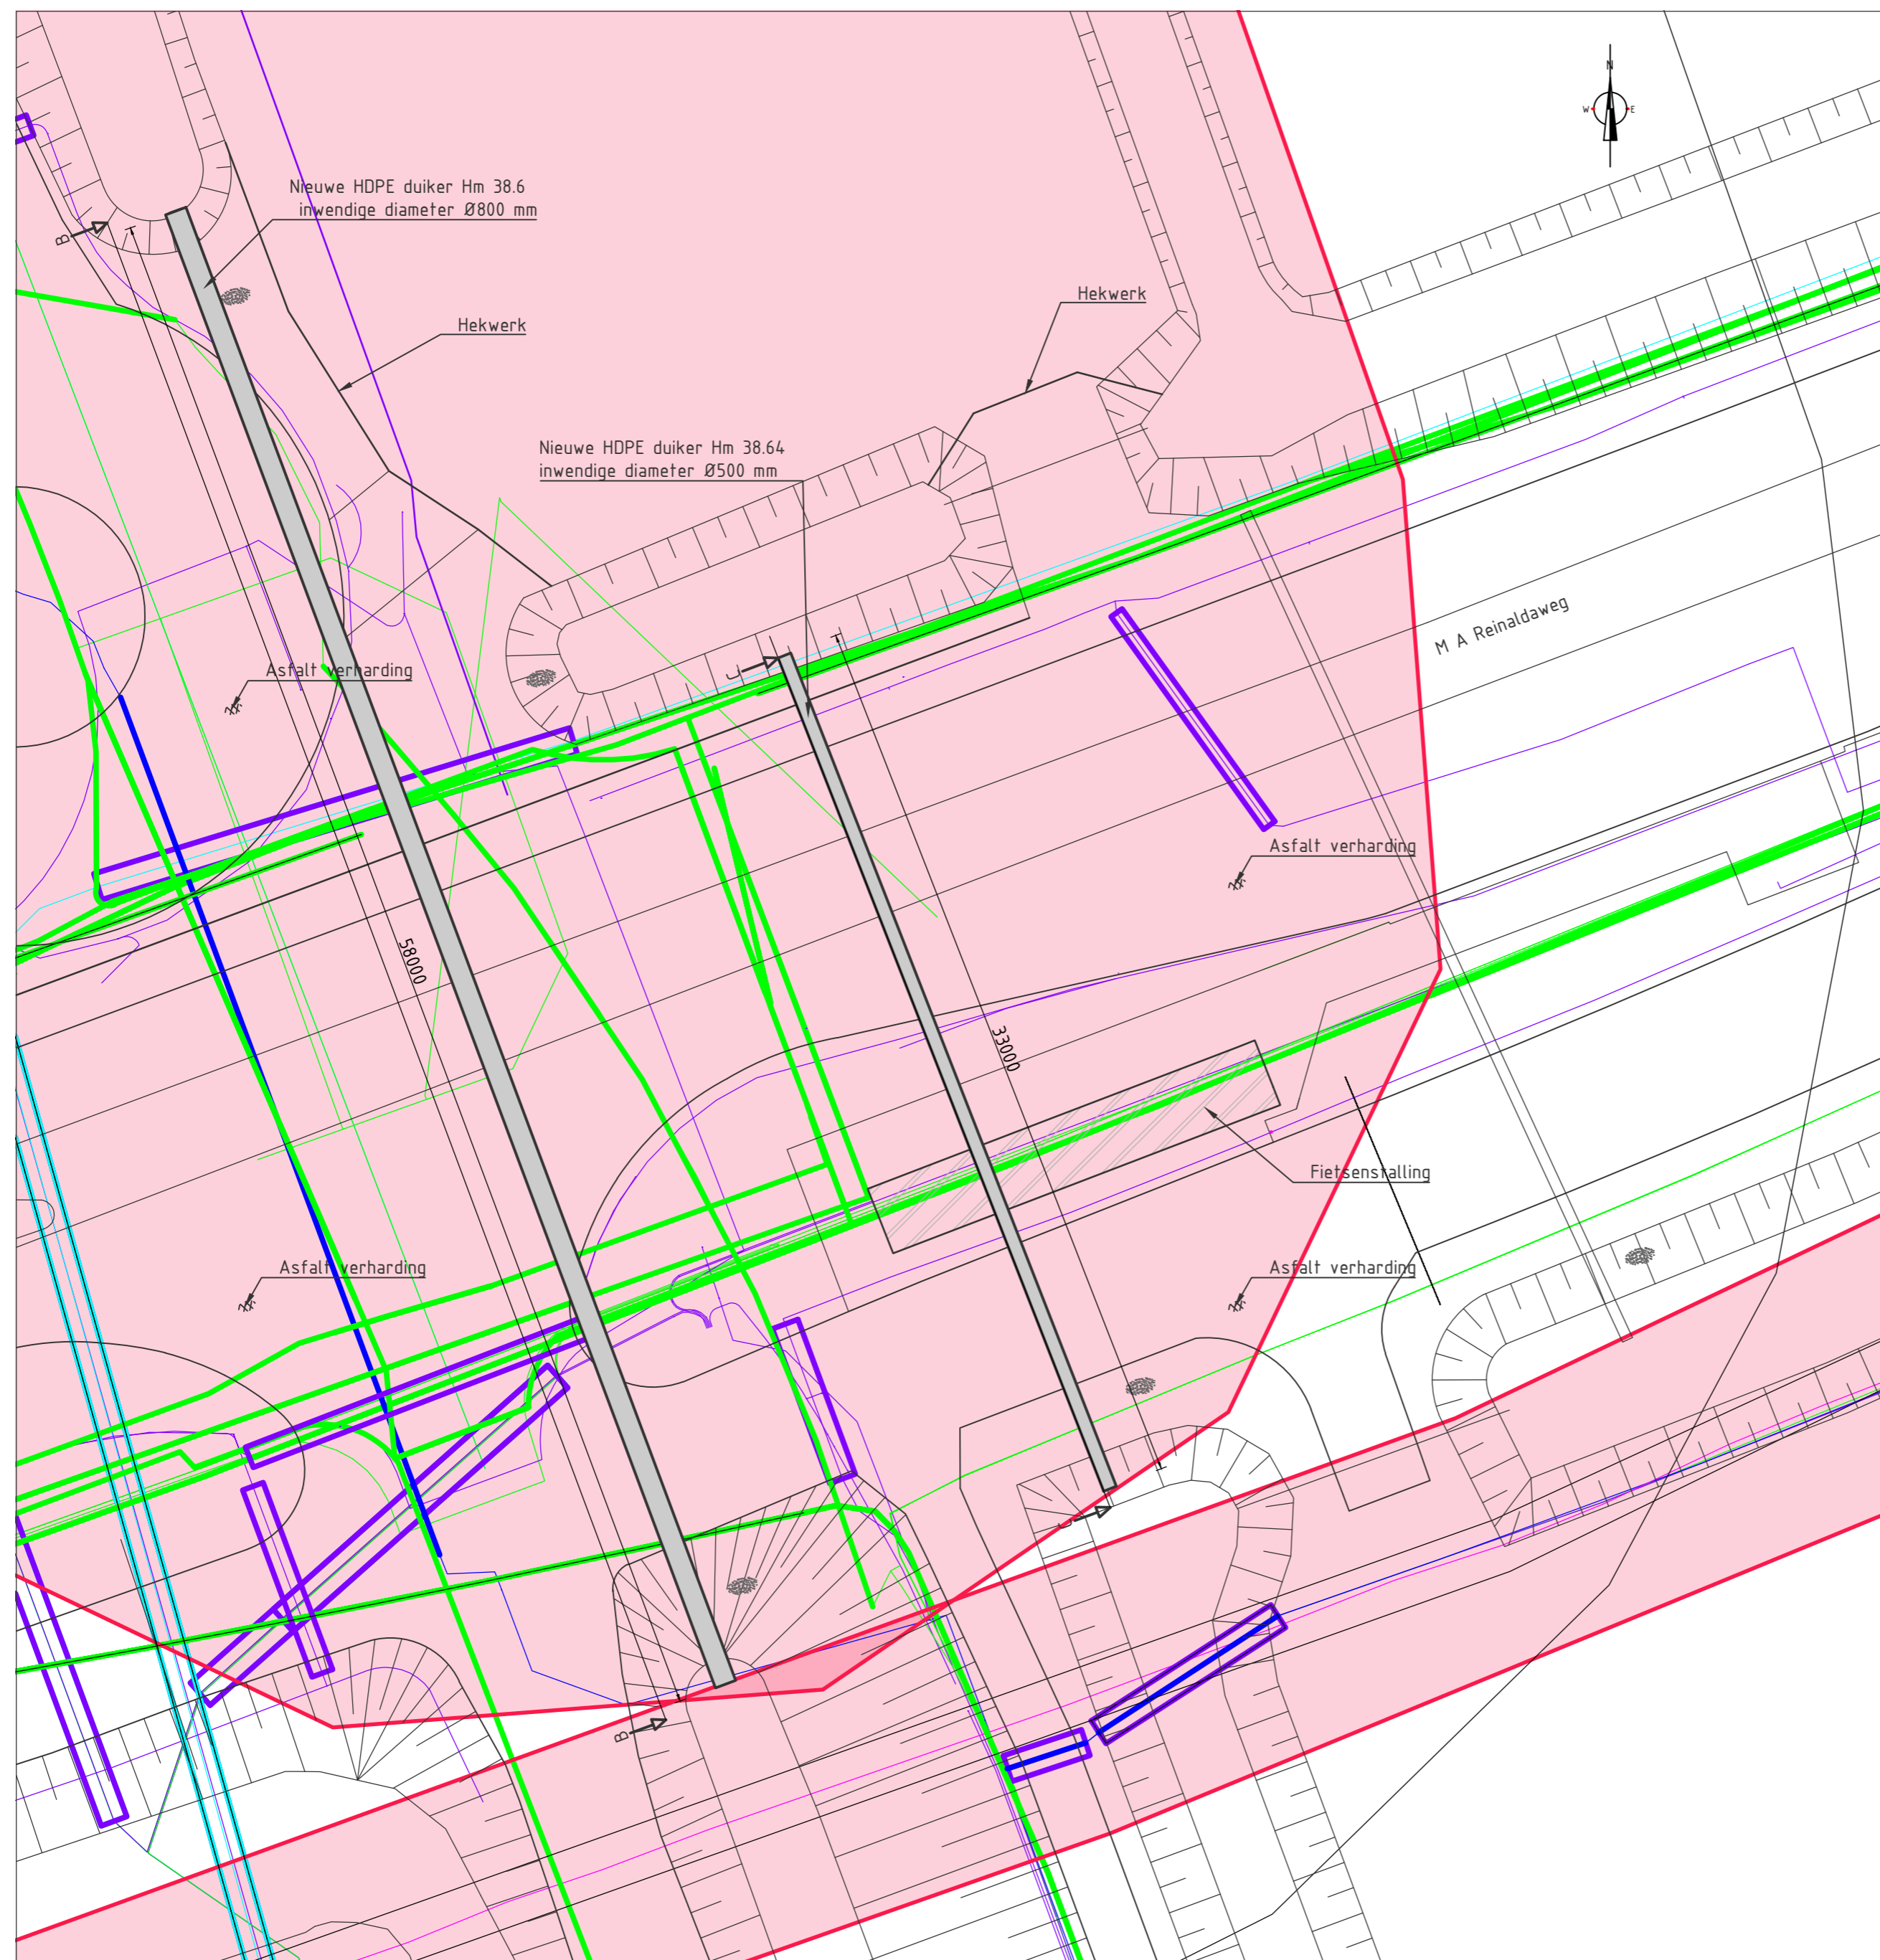 N
W
E
Nieuwe HDPE duiker Hm 38.6
inwendige diameter Ø800 mm
B
Hekwerk
Hekwerk
Nieuwe HDPE duiker Hm 38.64
inwendige diameter Ø500 mm
M A Reinaldaweg
J
Asfalt verharding
Asfalt verharding
58000
33000
Fietsenstalling
Asfalt verharding
Asfalt verharding
J
B